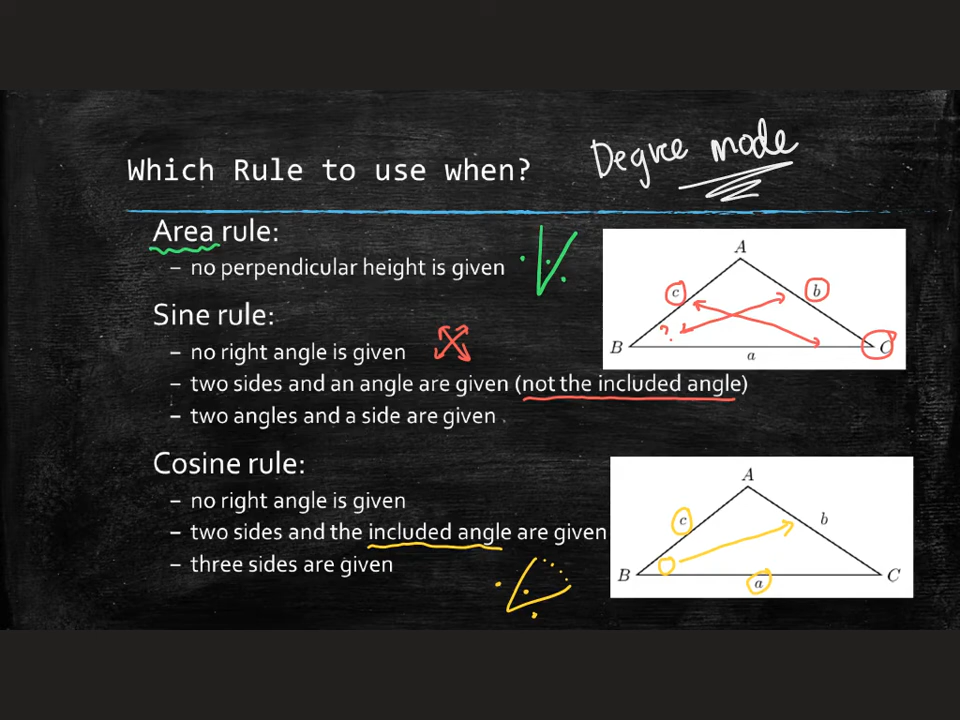 Which Rule to use when?
Degree mode
Area rule:
– no perpendicular height is given
Sine rule:
– no right angle is given
– two sides and an angle are given (not the included angle)
– two angles and a side are given
Cosine rule:
– no right angle is given
– two sides and the included angle are given
– three sides are given
A
c
b
?
B
C
a
A
c
b
B
C
a